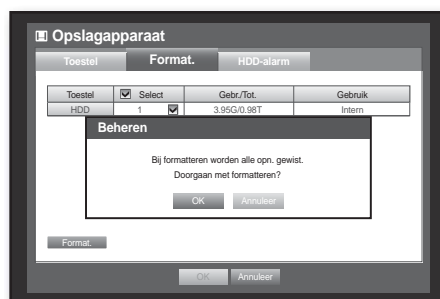 Opslagapparaat
Toestel Format. HDD-alarm
Toestel Select Gebr./Tot. Gebruik
HDD 1 3.95G/0.98T Intern
Beheren
Bij formatteren worden alle opn. gewist.
Doorgaan met formatteren?
OK Annuleer
Format.
OK Annuleer